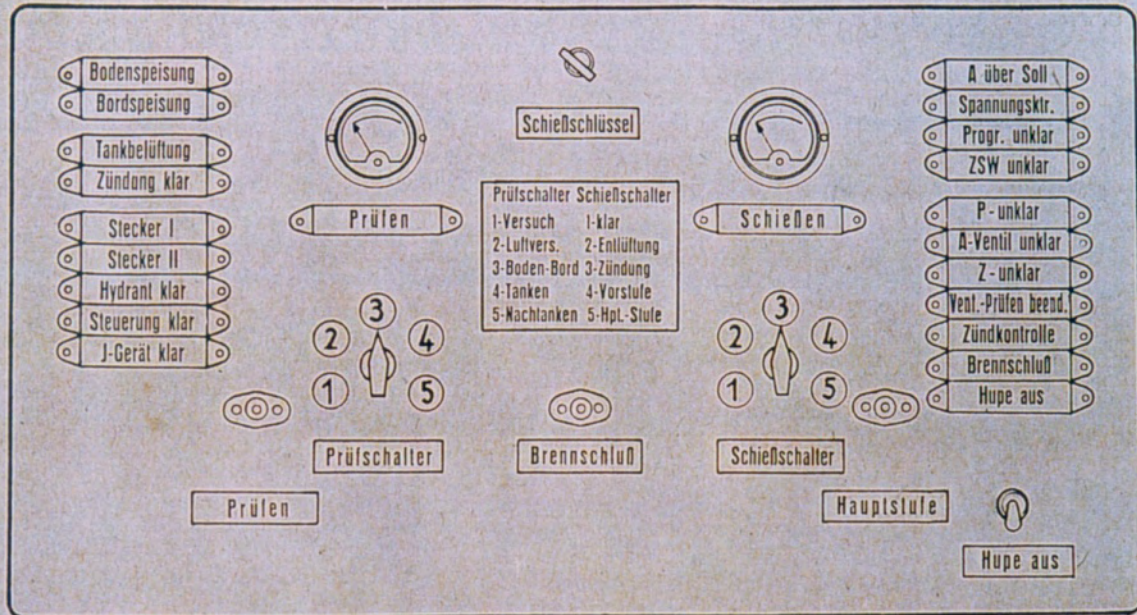 Bodenspeisung
Bordspeisung
Tankbelüftung
Zündung klar
Stecker I
Stecker II
Hydrant klar
Steuerung klar
J-Gerät klar
Prüfen
Schießschlüssel
Prüfschalter Schießschalter
1-Versuch 1-klar
2-Luftvers. 2-Entlüftung
3-Boden-Bord 3-Zündung
4-Tanken 4-Vorstufe
5-Nachtanken 5-Hpt.-Stufe
Schießen
A über Soll
Spannungsktr.
Progr. unklar
ZSW unklar
P-unklar
A-Ventil unklar
Z-unklar
Vent.-Prüfen beend.
Zündkontrolle
Brennschluß
Hupe aus
1 2 3 4 5
Prüfschalter
Prüfen
Brennschluß
1 2 3 4 5
Schießschalter
Hauptstufe
Hupe aus